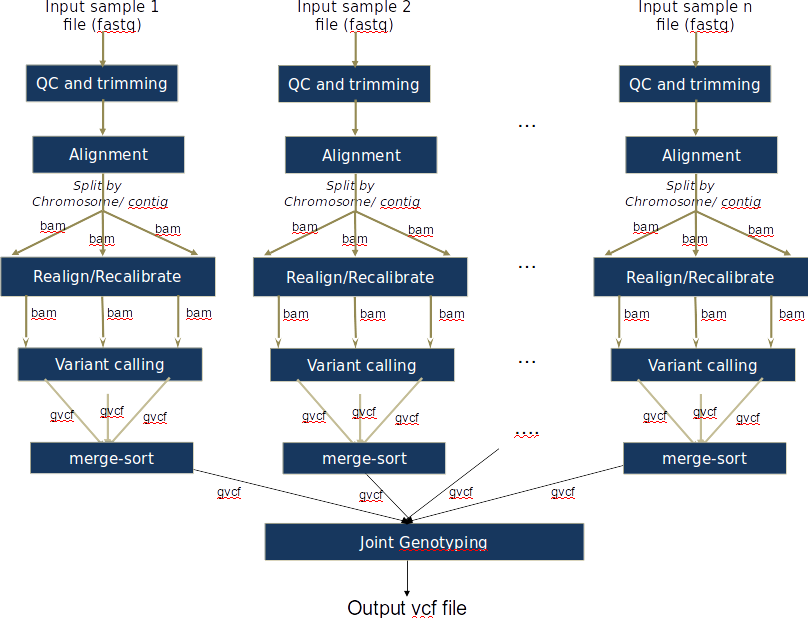 Input sample 1
file (fastq)
Input sample 2
file (fastq)
Input sample n
file (fastq)
QC and trimming
QC and trimming
QC and trimming
...
Alignment
Alignment
Alignment
Split by
Chromosome/ contig
Split by
Chromosome/ contig
Split by
Chromosome/ contig
bam
bam
bam
bam
bam
bam
bam
bam
bam
...
Realign/Recalibrate
Realign/Recalibrate
Realign/Recalibrate
bam
bam
bam
bam
bam
bam
bam
bam
bam
...
Variant calling
Variant calling
Variant calling
gvcf
gvcf
gvcf
gvcf
gvcf
gvcf
gvcf
gvcf
gvcf
....
merge-sort
merge-sort
merge-sort
gvcf
gvcf
gvcf
gvcf
Joint Genotyping
Output vcf file